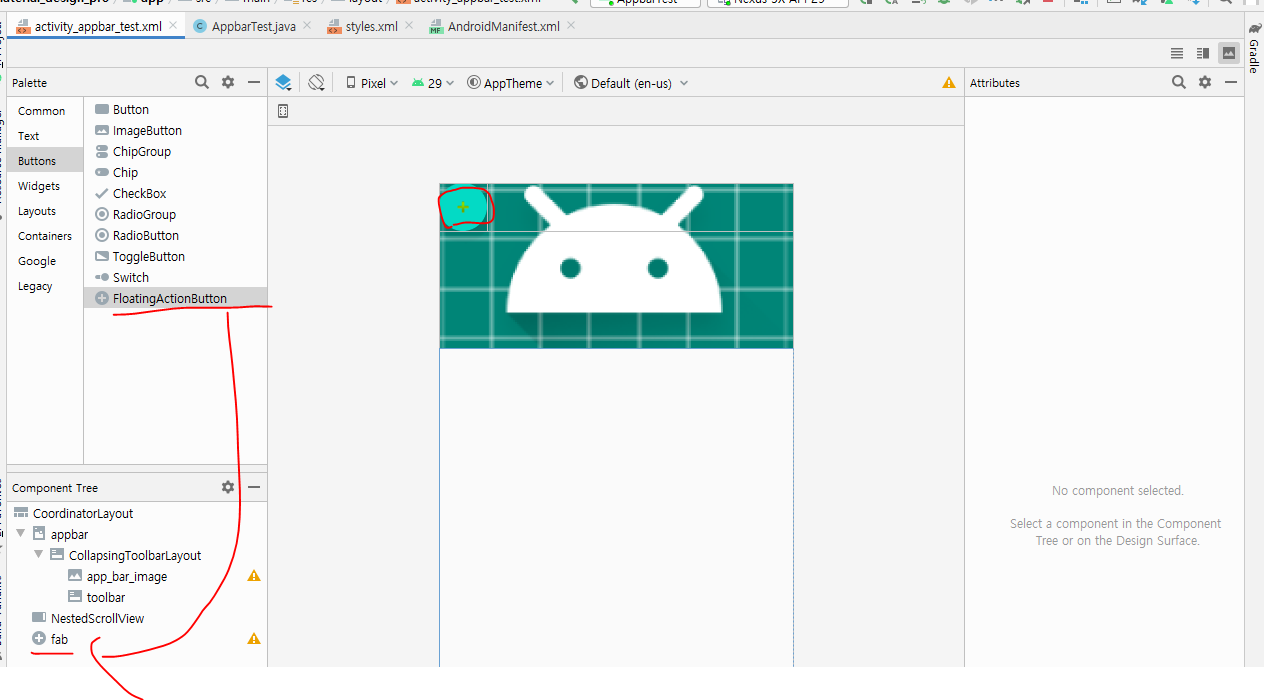 activity_appbar_test.xml
AppbarTest.java
styles.xml
AndroidManifest.xml
Gradle
Palette
Pixel
29
AppTheme
Default (en-us)
Attributes
Common
Text
Buttons
Widgets
Layouts
Containers
Google
Legacy
Button
ImageButton
ChipGroup
Chip
CheckBox
RadioGroup
RadioButton
ToggleButton
Switch
FloatingActionButton
Component Tree
CoordinatorLayout
appbar
CollapsingToolbarLayout
app_bar_image
toolbar
NestedScrollView
fab
No component selected.
Select a component in the Component
Tree or on the Design Surface.